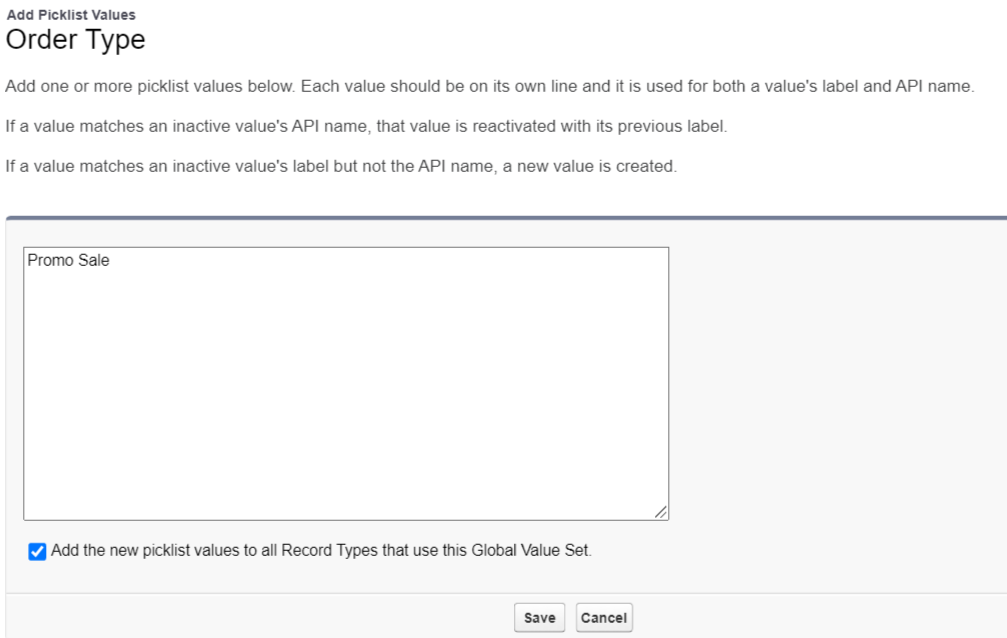 Add Picklist Values
Order Type
Add one or more picklist values below. Each value should be on its own line and it is used for both a value's label and API name.
If a value matches an inactive value's API name, that value is reactivated with its previous label.
If a value matches an inactive value's label but not the API name, a new value is created.
Promo Sale
Add the new picklist values to all Record Types that use this Global Value Set.
Save Cancel